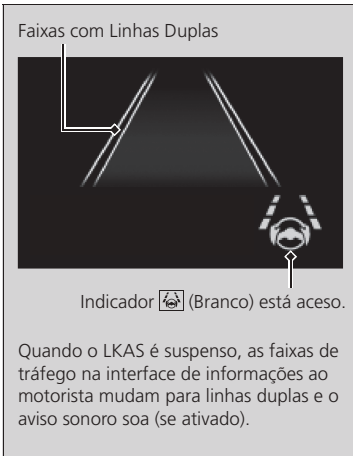 Faixas com Linhas Duplas
Indicador (Branco) está aceso.
Quando o LKAS é suspenso, as faixas de
tráfego na interface de informações ao
motorista mudam para linhas duplas e o
aviso sonoro soa (se ativado).